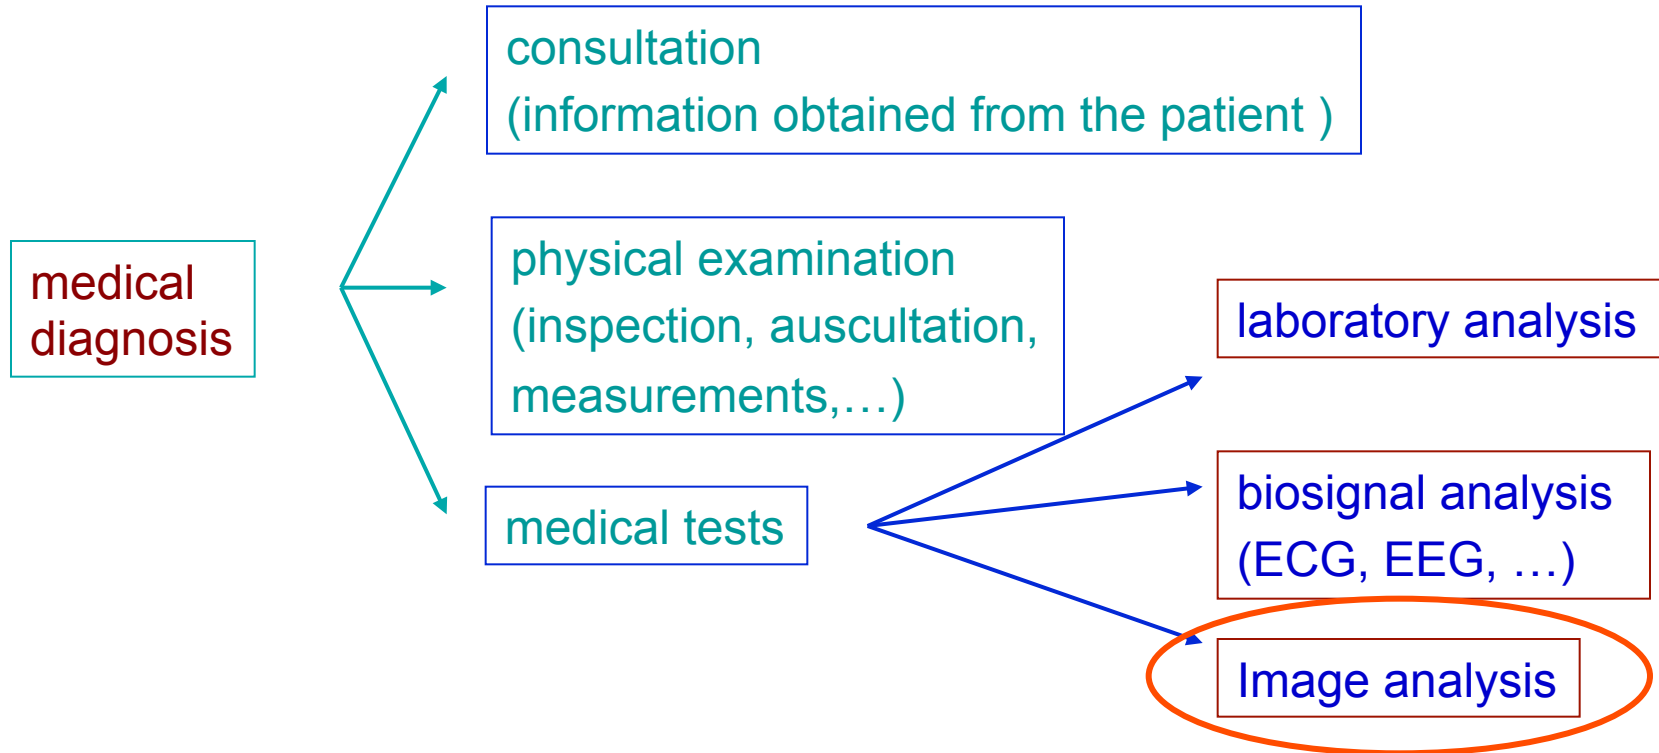 consultation
(information obtained from the patient )
medical
diagnosis
physical examination
(inspection, auscultation,
measurements,…)
medical tests
laboratory analysis
biosignal analysis
(ECG, EEG, …)
Image analysis